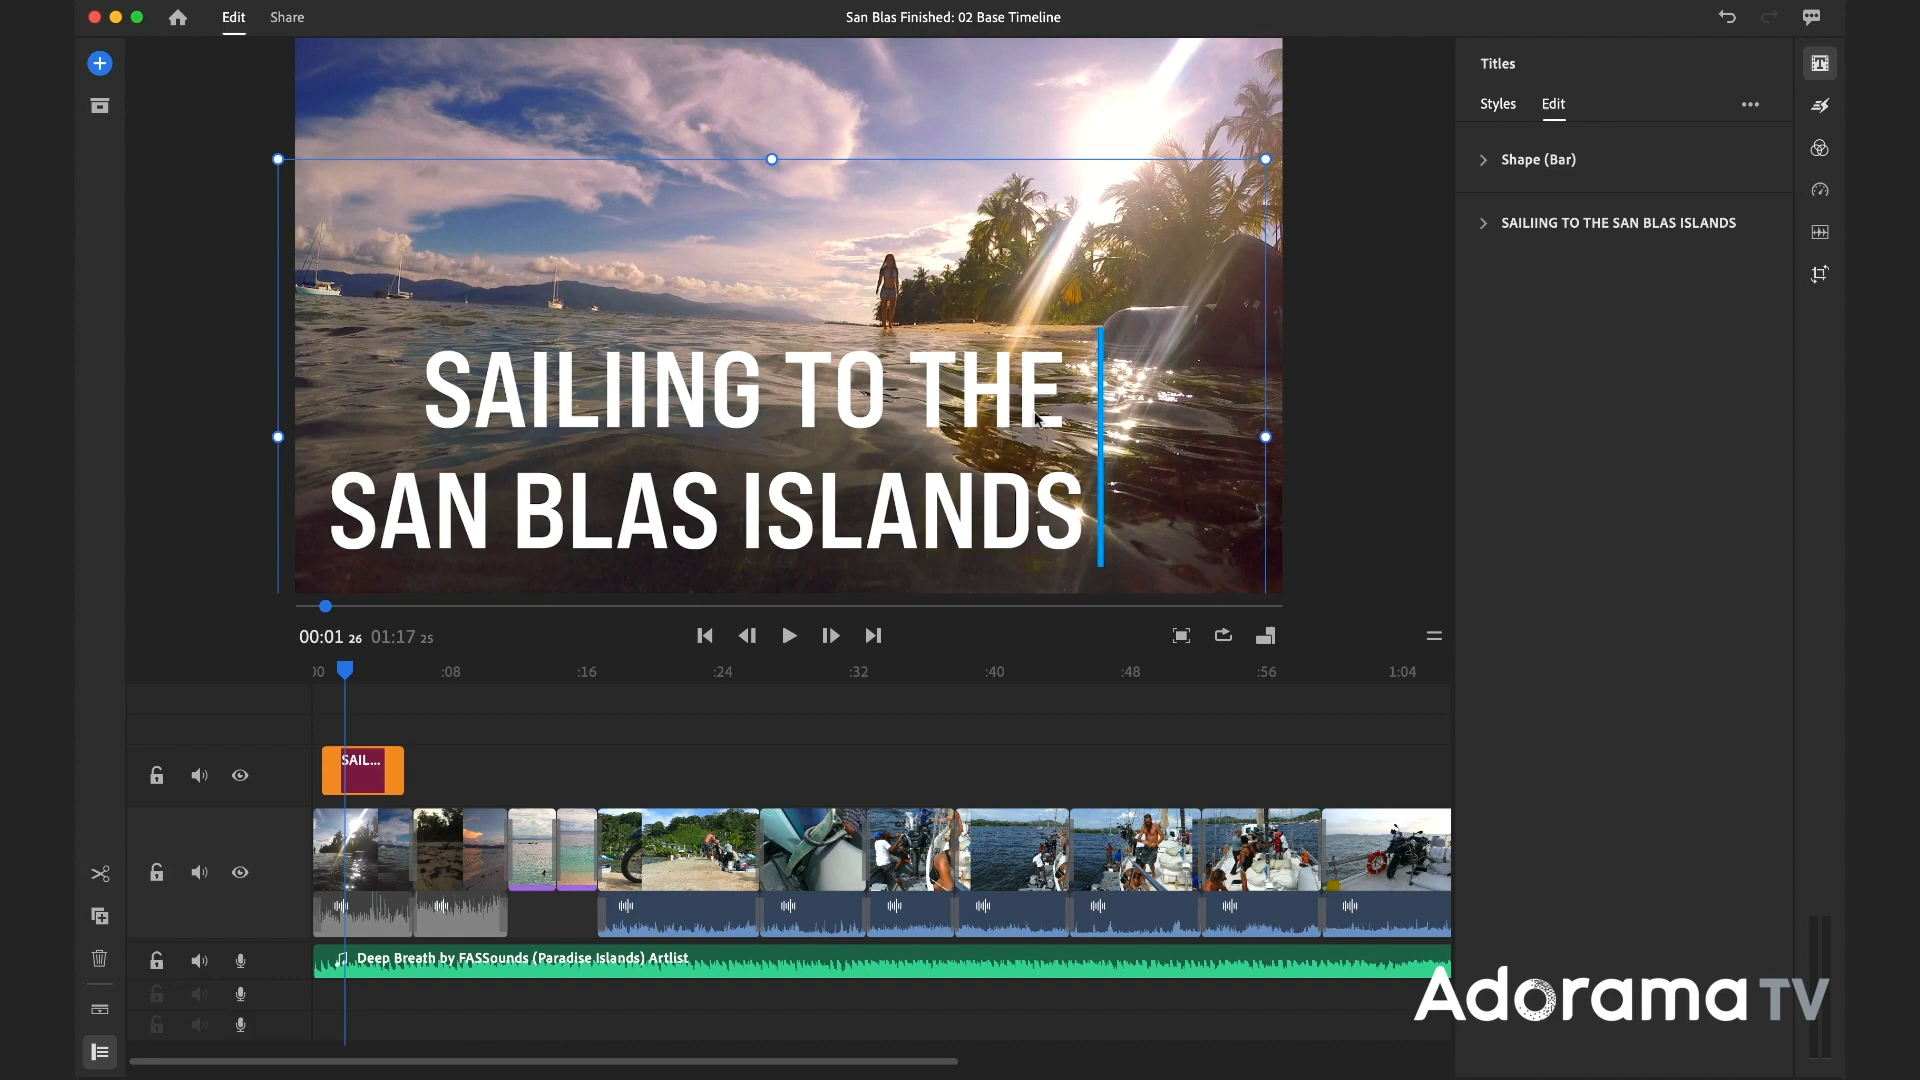 Edit
Share
San Blas Finished: 02 Base Timeline
Titles
Styles
Edit
Shape (Bar)
SAILIING TO THE SAN BLAS ISLANDS
SAILIING TO THE
SAN BLAS ISLANDS
00:01 26
01:17 25
:00
:08
:16
:24
:32
:40
:48
:56
1:04
SAIL...
Deep Breath by FASSounds (Paradise Islands) Artlist
Adorama TV